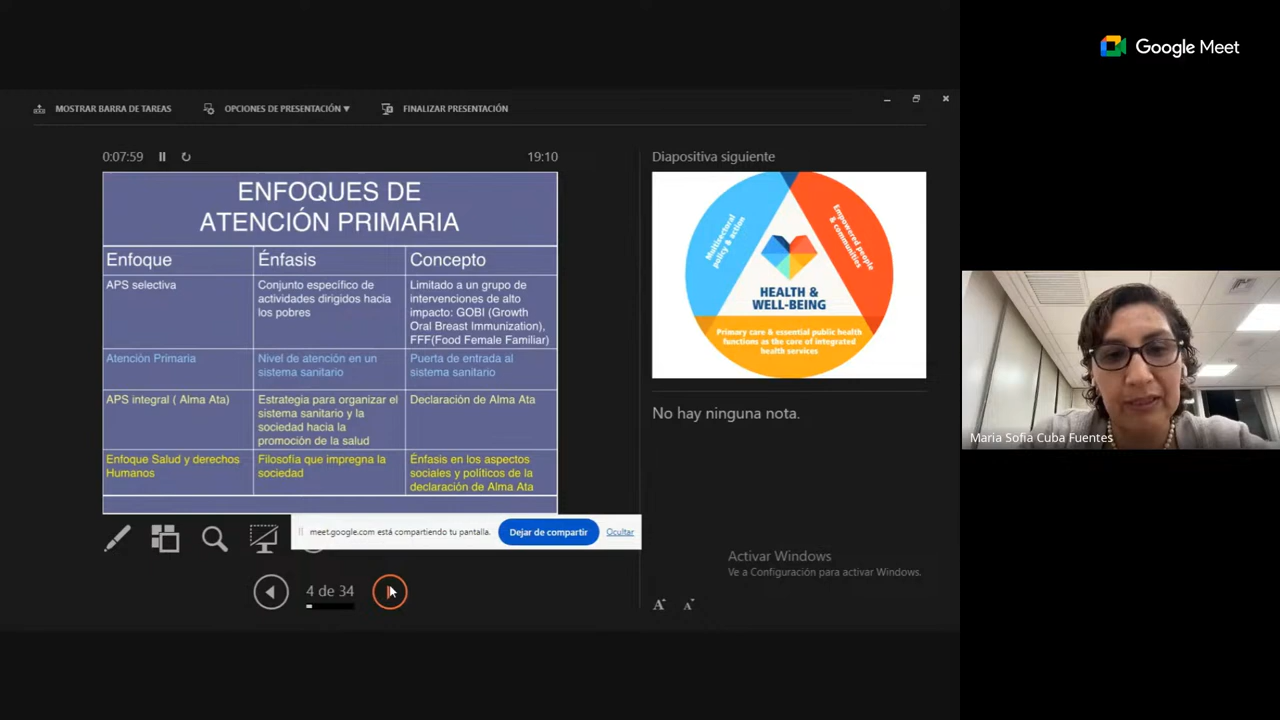 Google Meet
MOSTRAR BARRA DE TAREAS
OPCIONES DE PRESENTACIÓN ▼
FINALIZAR PRESENTACIÓN
0:07:59
19:10
ENFOQUES DE
ATENCIÓN PRIMARIA
Enfoque
Énfasis
Concepto
APS selectiva
Conjunto específico de
actividades dirigidos hacia
los pobres
Limitado a un grupo de
intervenciones de alto
impacto: GOBI (Growth
Oral Breast Immunization),
FFF(Food Female Familiar)
Atención Primaria
Nivel de atención en un
sistema sanitario
Puerta de entrada al
sistema sanitario
APS integral ( Alma Ata)
Estrategia para organizar el
sistema sanitario y la
sociedad hacia la
promoción de la salud
Declaración de Alma Ata
Enfoque Salud y derechos
Humanos
Filosofía que impregna la
sociedad
Énfasis en los aspectos
sociales y políticos de la
declaración de Alma Ata
meet.google.com está compartiendo tu pantalla.
Dejar de compartir
Ocultar
4 de 34
Diapositiva siguiente
Multisectoral
policy & action
Empowered people
& communities
HEALTH &
WELL-BEING
Primary care & essential public health
functions as the core of integrated
health services
No hay ninguna nota.
Activar Windows
Ve a Configuración para activar Windows.
A A
Maria Sofia Cuba Fuentes